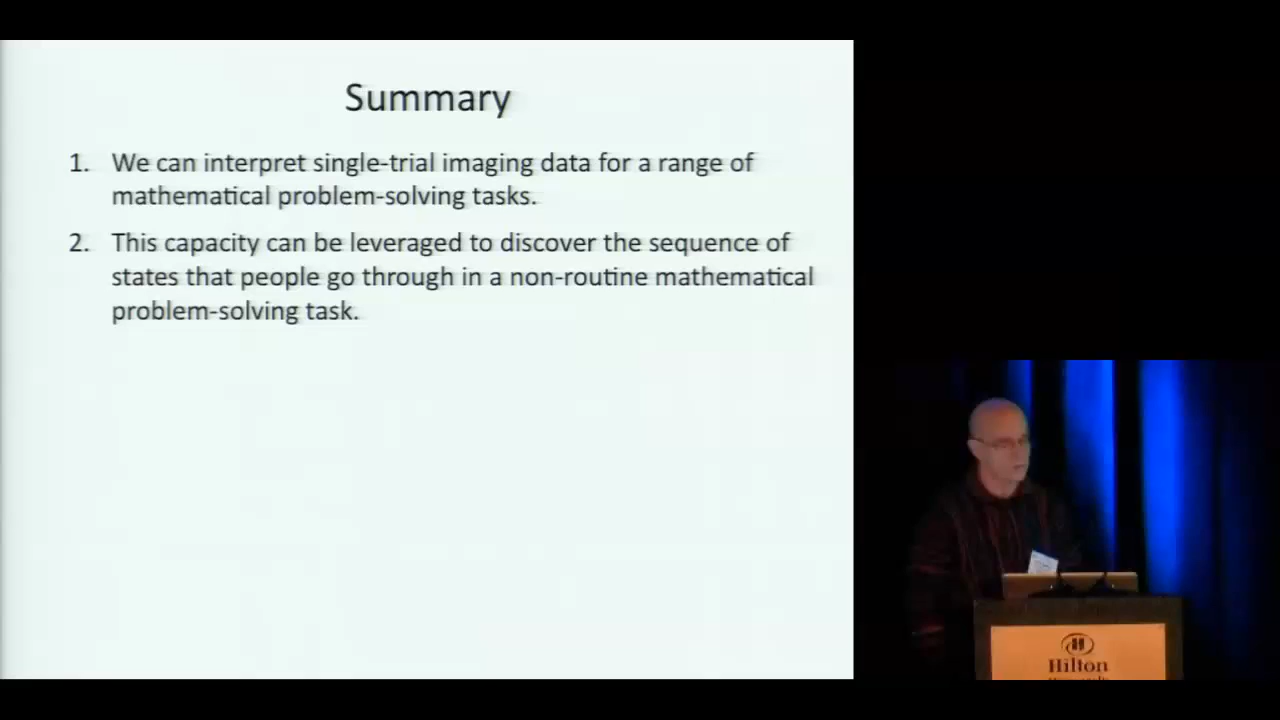 Summary
1. We can interpret single-trial imaging data for a range of
mathematical problem-solving tasks.
2. This capacity can be leveraged to discover the sequence of
states that people go through in a non-routine mathematical
problem-solving task.
Hilton